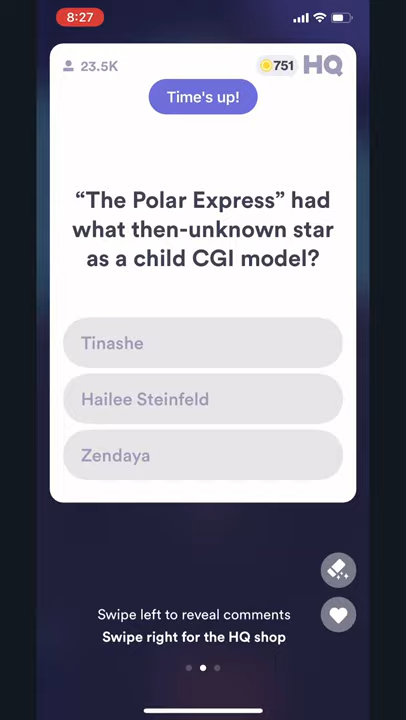 8:27
23.5K
751 HQ
Time's up!
“The Polar Express” had
what then-unknown star
as a child CGI model?
Tinashe
Hailee Steinfeld
Zendaya
Swipe left to reveal comments
Swipe right for the HQ shop